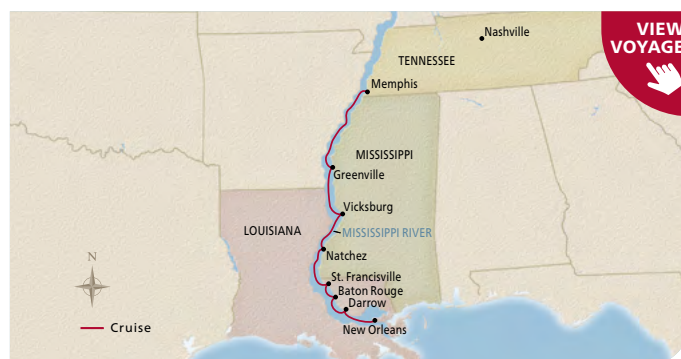 VIEW
VOYAGE
Nashville
TENNESSEE
Memphis
MISSISSIPPI
Greenville
Vicksburg
LOUISIANA
MISSISSIPPI RIVER
Natchez
N
St. Francisville
Baton Rouge
Darrow
Cruise
New Orleans